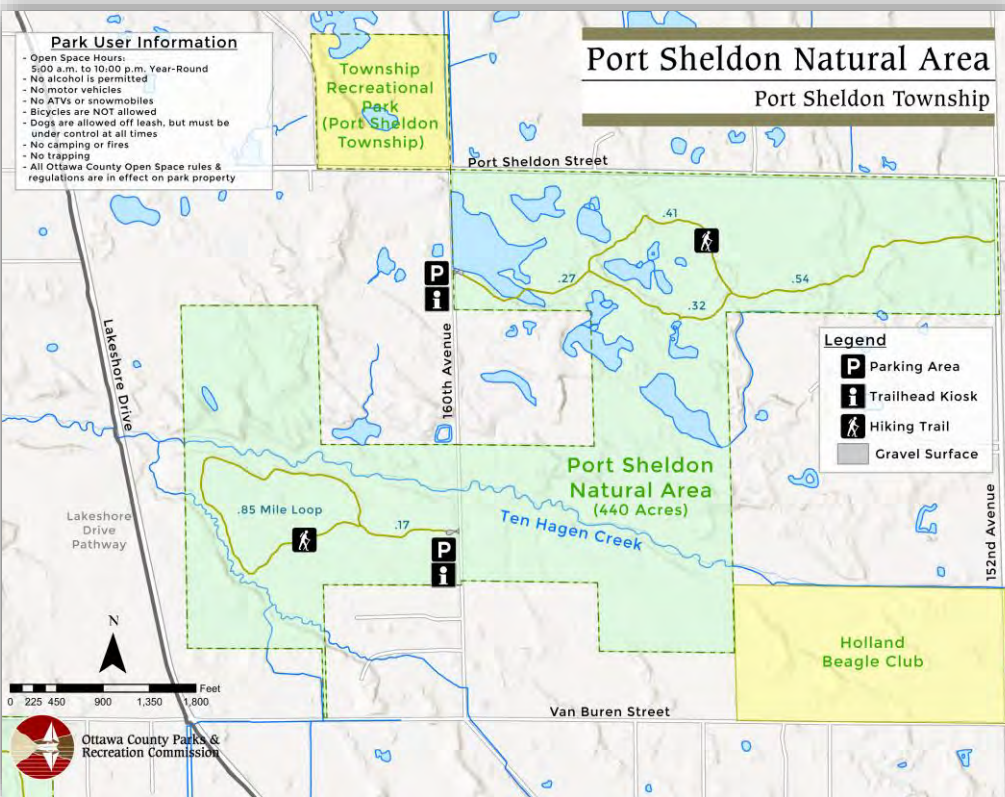 Park User Information
- Open Space Hours:
5:00 a.m. to 10:00 p.m. Year-Round
- No alcohol is permitted
- No motor vehicles
- No ATVs or snowmobiles
- Bicycles are NOT allowed
- Dogs are allowed off leash, but must be
under control at all times
- No camping or fires
- No trapping
- All Ottawa County Open Space rules &
regulations are in effect on park property
Township
Recreational
Park
(Port Sheldon
Township)
Port Sheldon Natural Area
Port Sheldon Township
Port Sheldon Street
.41
.27
.54
.32
P
i
160th Avenue
Lakeshore Drive
Legend
P Parking Area
i Trailhead Kiosk
Hiking Trail
Gravel Surface
Port Sheldon
Natural Area
(440 Acres)
Ten Hagen Creek
.85 Mile Loop
.17
P
i
Lakeshore
Drive
Pathway
152nd Avenue
Holland
Beagle Club
N
Feet
0 225 450 900 1,350 1,800
Van Buren Street
Ottawa County Parks &
Recreation Commission